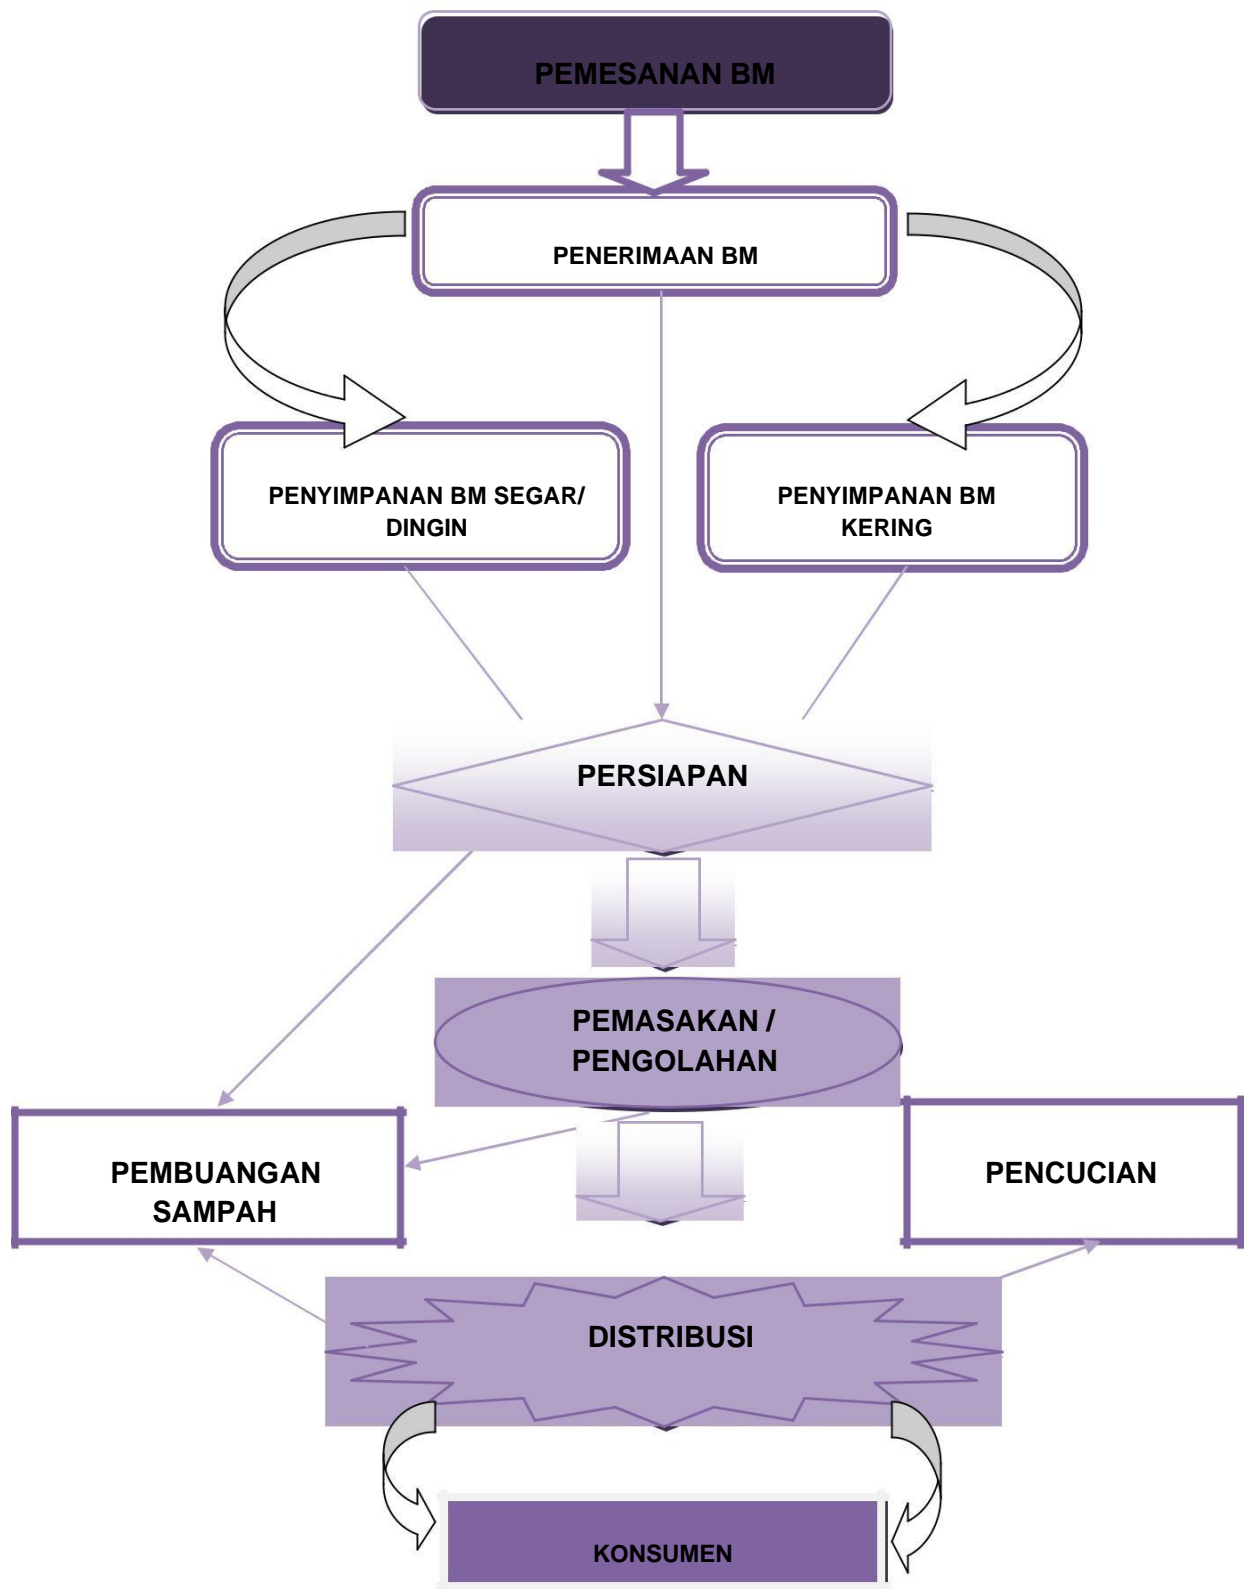 PEMESANAN BM
PENERIMAAN BM
PENYIMPANAN BM SEGAR/
DINGIN
PENYIMPANAN BM
KERING
PERSIAPAN
PEMASAKAN /
PENGOLAHAN
PEMBUANGAN
SAMPAH
PENCUCIAN
DISTRIBUSI
KONSUMEN